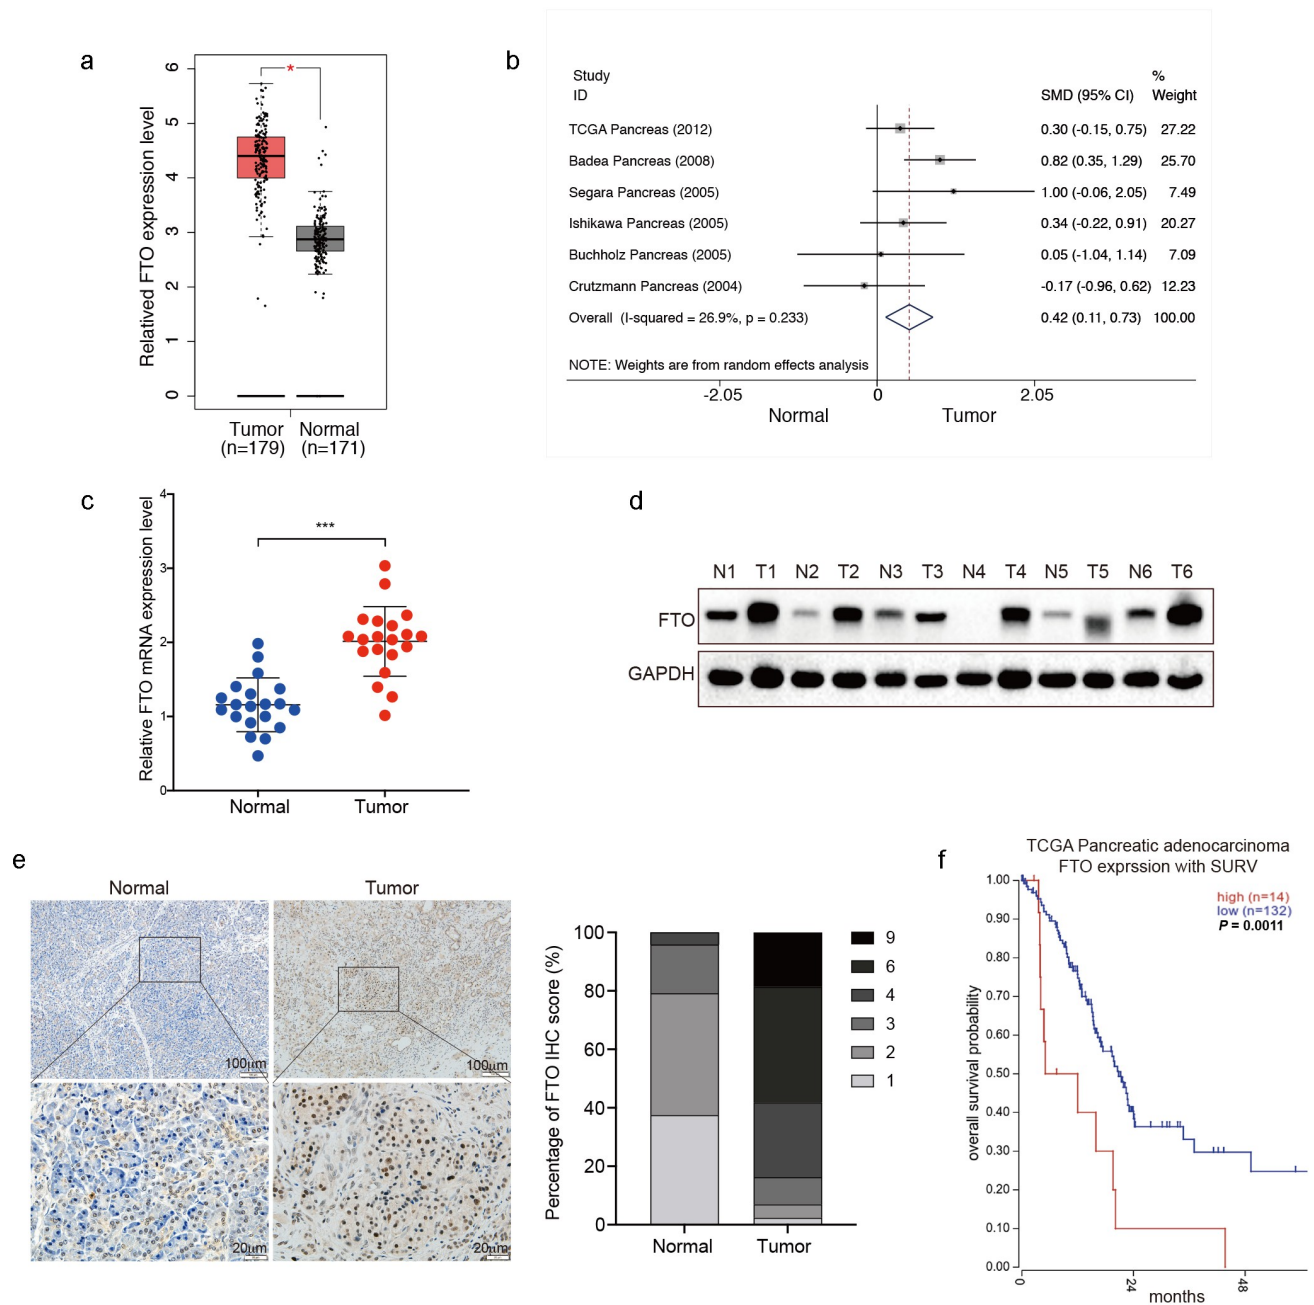 a
Relatived FTO expression level
6
5
4
3
2
1
0
*
Tumor
(n=179)
Normal
(n=171)
b
Study
ID
%
SMD (95% CI) Weight
TCGA Pancreas (2012) 0.30 (-0.15, 0.75) 27.22
Badea Pancreas (2008) 0.82 (0.35, 1.29) 25.70
Segara Pancreas (2005) 1.00 (-0.06, 2.05) 7.49
Ishikawa Pancreas (2005) 0.34 (-0.22, 0.91) 20.27
Buchholz Pancreas (2005) 0.05 (-1.04, 1.14) 7.09
Crutzmann Pancreas (2004) -0.17 (-0.96, 0.62) 12.23
Overall (I-squared = 26.9%, p = 0.233) 0.42 (0.11, 0.73) 100.00
NOTE: Weights are from random effects analysis
-2.05 0 2.05
Normal Tumor
c
Relative FTO mRNA expression level
4
3
2
1
0
***
Normal Tumor
d
N1 T1 N2 T2 N3 T3 N4 T4 N5 T5 N6 T6
FTO
GAPDH
e
Normal Tumor
100μm 100μm
20μm 20μm
Percentage of FTO IHC score (%)
100
80
60
40
20
0
Normal Tumor
9
6
4
3
2
1
f
TCGA Pancreatic adenocarcinoma
FTO exprssion with SURV
high (n=14)
low (n=132)
P = 0.0011
overall survival probability
1.00
0.90
0.80
0.70
0.60
0.50
0.40
0.30
0.20
0.10
0.00
0 24 48
months